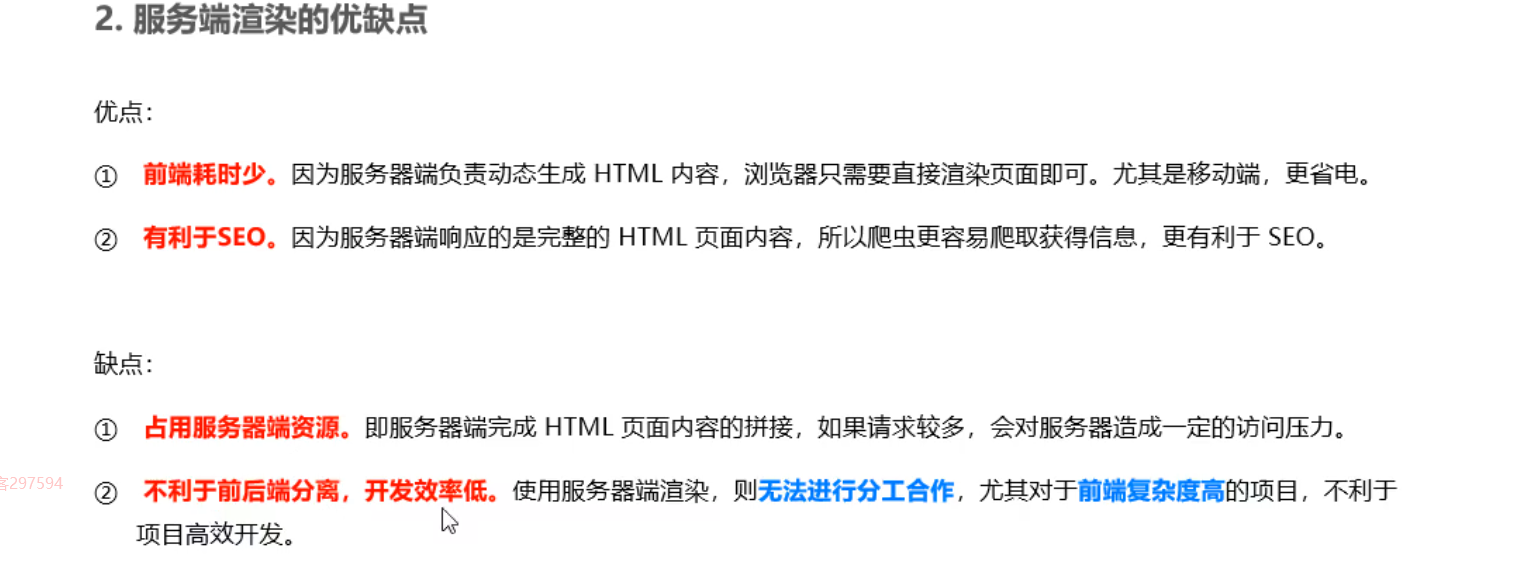 2. 服务端渲染的优缺点
优点：
① 前端耗时少。因为服务器端负责动态生成 HTML 内容，浏览器只需要直接渲染页面即可。尤其是移动端，更省电。
② 有利于SEO。因为服务器端响应的是完整的 HTML 页面内容，所以爬虫更容易爬取获得信息，更有利于 SEO。
缺点：
① 占用服务器端资源。即服务器端完成 HTML 页面内容的拼接，如果请求较多，会对服务器造成一定的访问压力。
客297594
② 不利于前后端分离，开发效率低。使用服务器端渲染，则无法进行分工合作，尤其对于前端复杂度高的项目，不利于
项目高效开发。